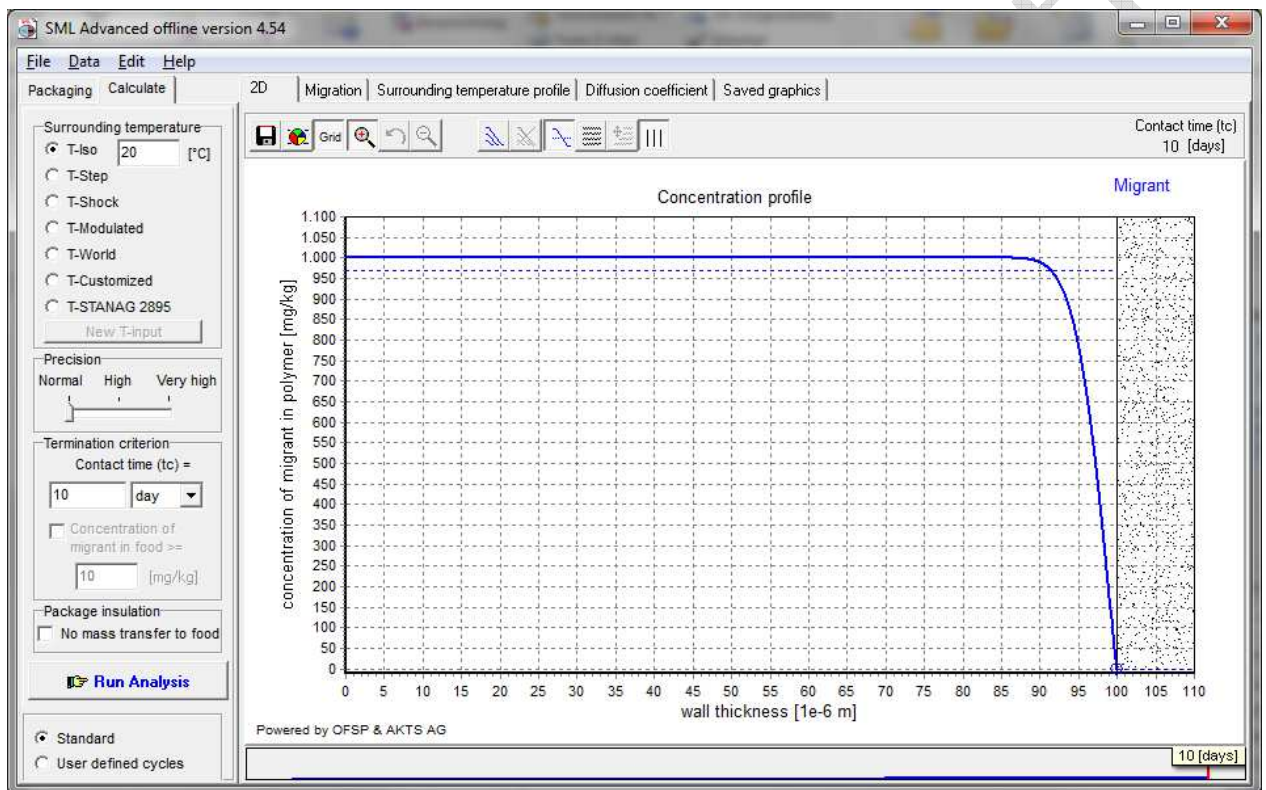 SML Advanced offline version 4.54
File Data Edit Help
Packaging Calculate
2D Migration Surrounding temperature profile Diffusion coefficient Saved graphics
Surrounding temperature
T-Iso 20 [°C]
T-Step
T-Shock
T-Modulated
T-World
T-Customized
T-STANAG 2895
New T-input
Precision
Normal High Very high
Termination criterion
Contact time (tc) =
10 day
Concentration of
migrant in food >=
10 [mg/kg]
Package insulation
No mass transfer to food
Run Analysis
Standard
User defined cycles
Grid
Contact time (tc)
10 [days]
Concentration profile
Migrant
concentration of migrant in polymer [mg/kg]
1.100
1.050
1.000
950
900
850
800
750
700
650
600
550
500
450
400
350
300
250
200
150
100
50
0
0 5 10 15 20 25 30 35 40 45 50 55 60 65 70 75 80 85 90 95 100 105 110
wall thickness [1e-6 m]
Powered by OFSP & AKTS AG
10 [days]